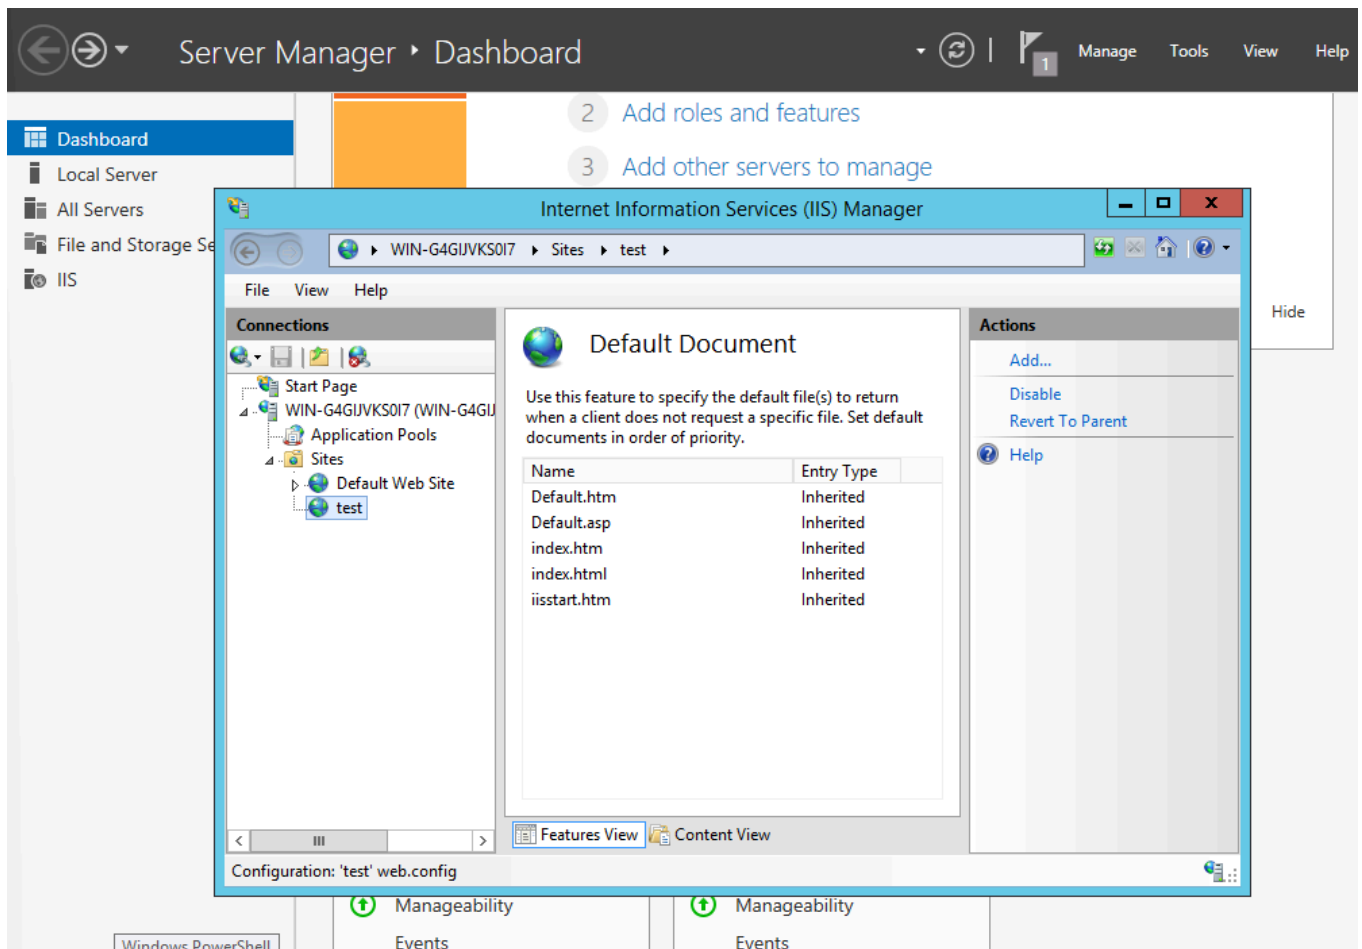 Server Manager ‣ Dashboard
1
Manage
Tools
View
Help
Dashboard
Local Server
All Servers
File and Storage Se
IIS
2 Add roles and features
3 Add other servers to manage
Hide
Internet Information Services (IIS) Manager
WIN-G4GIJVKS0I7 ‣ Sites ‣ test ‣
File View Help
Connections
Start Page
WIN-G4GIJVKS0I7 (WIN-G4GIJ
Application Pools
Sites
Default Web Site
test
Default Document
Use this feature to specify the default file(s) to return
when a client does not request a specific file. Set default
documents in order of priority.
Name Entry Type
Default.htm Inherited
Default.asp Inherited
index.htm Inherited
index.html Inherited
iisstart.htm Inherited
Features View Content View
Actions
Add...
Disable
Revert To Parent
Help
Configuration: 'test' web.config
Manageability Manageability
Events Events
Windows PowerShell